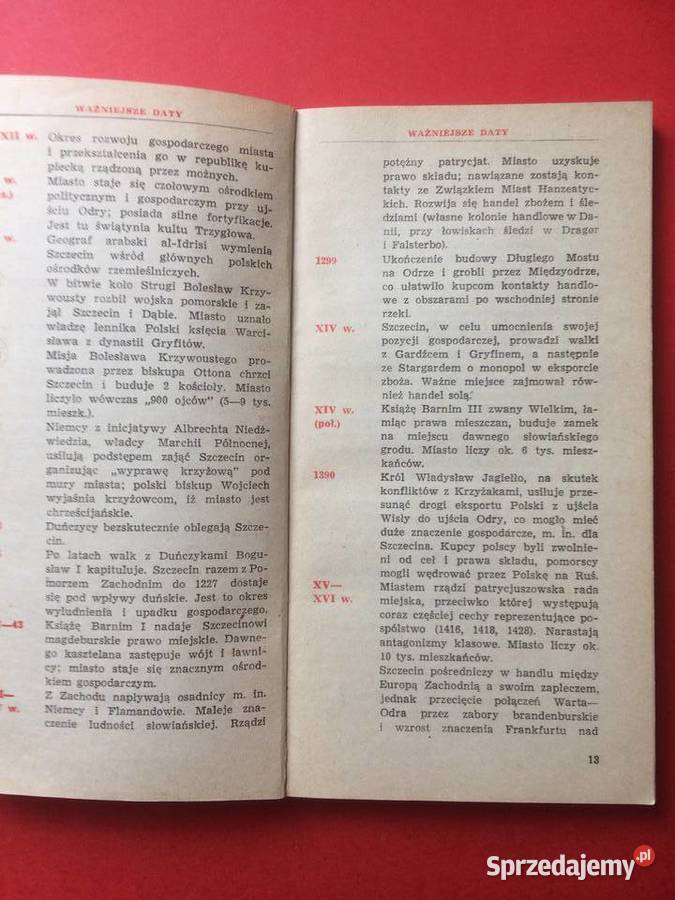 WAŻNIEJSZE DATY
XII w. Okres rozwoju gospodarczego miasta
i przekształcenia go w republikę ku-
piecką rządzoną przez możnych.
w. Miasto staje się czołowym ośrodkiem
politycznym i gospodarczym przy uj-
ściu Odry; posiada silne fortyfikacje.
Jest tu świątynia kultu Trzygłowa.
w. Geograf arabski al-Idrisi wymienia
Szczecin wśród głównych polskich
ośrodków rzemieślniczych.
W bitwie koło Strugi Bolesław Krzy-
wousty rozbił wojska pomorskie i za-
jął Szczecin i Dąbie. Miasto uznało
władzę lennika Polski księcia Warci-
sława z dynastii Gryfitów.
Misja Bolesława Krzywoustego pro-
wadzona przez biskupa Ottona chrzci
Szczecin i buduje 2 kościoły. Miasto
liczyło wówczas „900 ojców" (5—9 tys.
mieszk.).
Niemcy z inicjatywy Albrechta Niedź-
wiedzia, władcy Marchii Północnej,
usiłują podstępem zająć Szczecin or-
ganizując „wyprawę krzyżową" pod
mury miasta; polski biskup Wojciech
wyjaśnia krzyżowcom, iż miasto jest
chrześcijańskie.
Duńczycy bezskutecznie oblegają Szcze-
cin.
Po latach walk z Duńczykami Bogu-
sław I kapituluje. Szczecin razem z Po-
morzem Zachodnim do 1227 dostaje
się pod wpływy duńskie. Jest to okres
wyludnienia i upadku gospodarczego.
—43 Książę Barnim I nadaje Szczecinowi
magdeburskie prawo miejskie. Dawne-
go kasztelana zastępuje wójt i ławni-
cy; miasto staje się znacznym ośrod-
kiem gospodarczym.
Z Zachodu napływają osadnicy m. in.
w. Niemcy i Flamandowie. Maleje zna-
czenie ludności słowiańskiej. Rządzi
WAŻNIEJSZE DATY
potężny patrycjat. Miasto uzyskuje
prawo składu; nawiązane zostają kon-
takty ze Związkiem Miast Hanzeatyc-
kich. Rozwija się handel zbożem i śle-
dziami (własne kolonie handlowe w Da-
nii, przy łowiskach śledzi w Dragør
i Falsterbo).
1299 Ukończenie budowy Długiego Mostu
na Odrze i grobli przez Międzyodrze,
co ułatwiło kupcom kontakty handlo-
we z obszarami po wschodniej stronie
rzeki.
XIV w. Szczecin, w celu umocnienia swojej
pozycji gospodarczej, prowadzi walki
z Gardźcem i Gryfinem, a następnie
ze Stargardem o monopol w eksporcie
zboża. Ważne miejsce zajmował rów-
nież handel solą.
XIV w. Książę Barnim III zwany Wielkim, ła-
(poł.) miąc prawa mieszczan, buduje zamek
na miejscu dawnego słowiańskiego
grodu. Miasto liczy ok. 6 tys. miesz-
kańców.
1390 Król Władysław Jagiełło, na skutek
konfliktów z Krzyżakami, usiłuje prze-
sunąć drogi eksportu Polski z ujścia
Wisły do ujścia Odry, co mogło mieć
duże znaczenie gospodarcze, m. in. dla
Szczecina. Kupcy polscy byli zwolnie-
ni od ceł i prawa składu, pomorscy
mogli wędrować przez Polskę na Ruś.
XV— Miastem rządzi patrycjuszowska rada
XVI w. miejska, przeciwko której występują
coraz częściej cechy reprezentujące po-
spólstwo (1416, 1418, 1428). Narastają
antagonizmy klasowe. Miasto liczy ok.
10 tys. mieszkańców.
Szczecin pośredniczy w handlu między
Europą Zachodnią a swoim zapleczem,
jednak przecięcie połączeń Warta—
Odra przez zabory brandenburskie
i wzrost znaczenia Frankfurtu nad
13
Sprzedajemy.pl